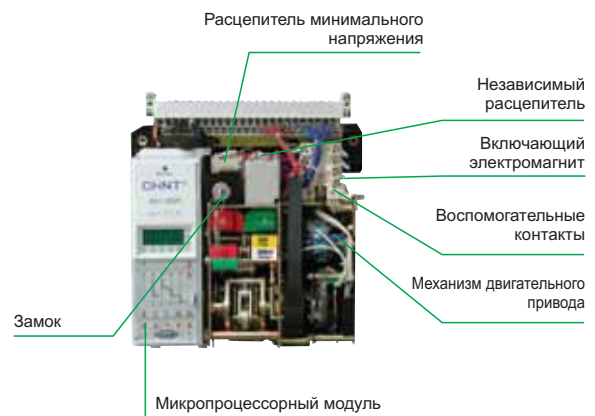 Расцепитель минимального
напряжения
Независимый
расцепитель
Включающий
электромагнит
CHNT
Воспомогательные
контакты
Механизм двигательного
привода
Замок
Микропроцессорный модуль